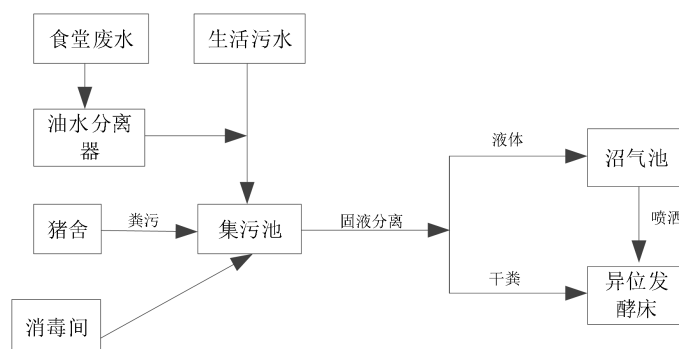 食堂废水
生活污水
油水分离
器
液体
沼气池
猪舍
粪污
集污池
固液分离
喷洒
干粪
异位发
酵床
消毒间